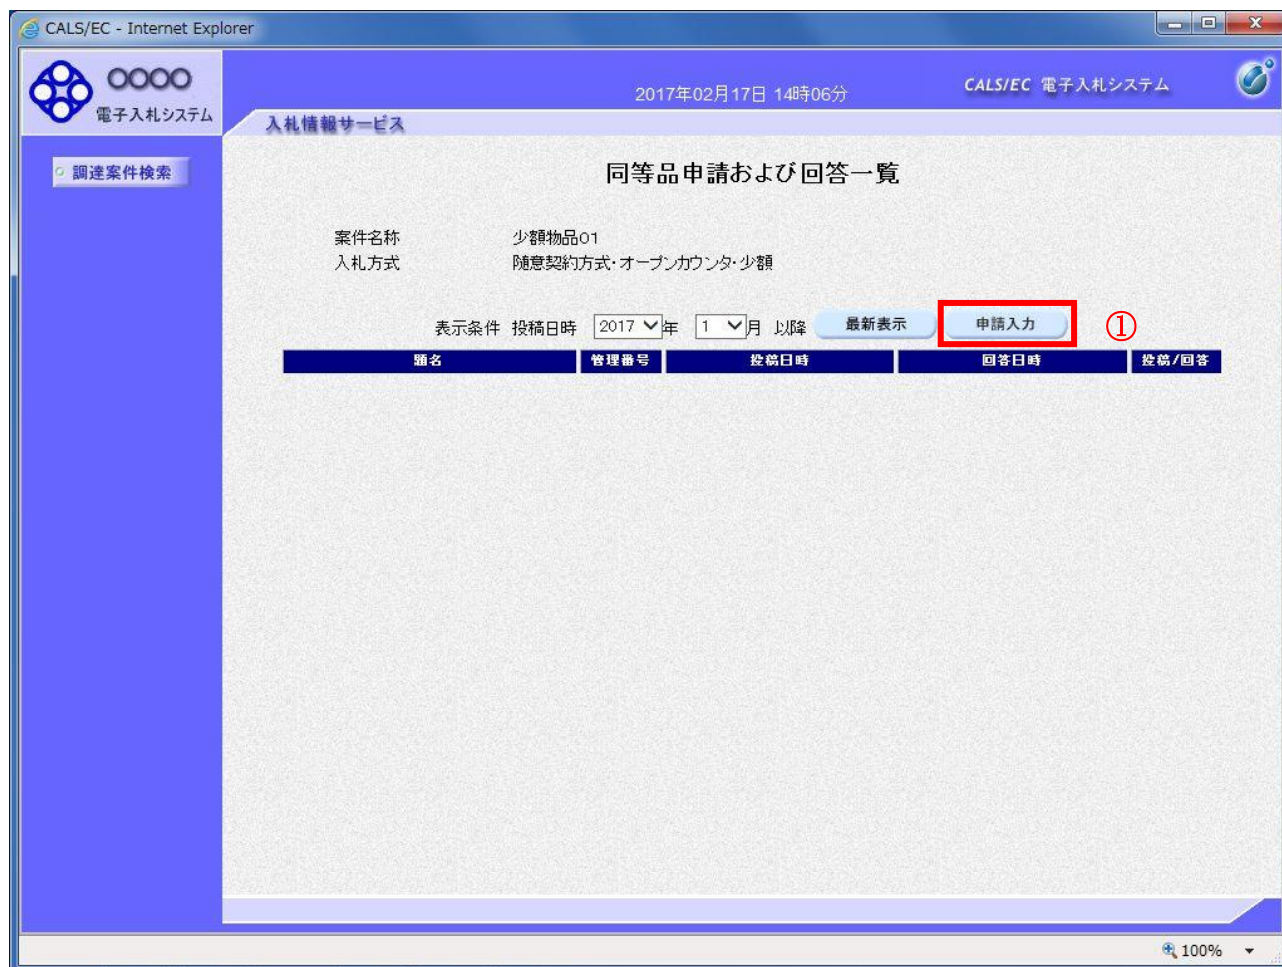 CALS/EC - Internet Explorer
OOOO
電子入札システム
2017年02月17日 14時06分
CALS/EC 電子入札システム
入札情報サービス
調達案件検索
同等品申請および回答一覧
案件名称 少額物品01
入札方式 随意契約方式・オープンカウンタ・少額
表示条件 投稿日時 2017 年 1 月 以降 最新表示 申請入力 ①
題名 管理番号 投稿日時 回答日時 投稿/回答
100%